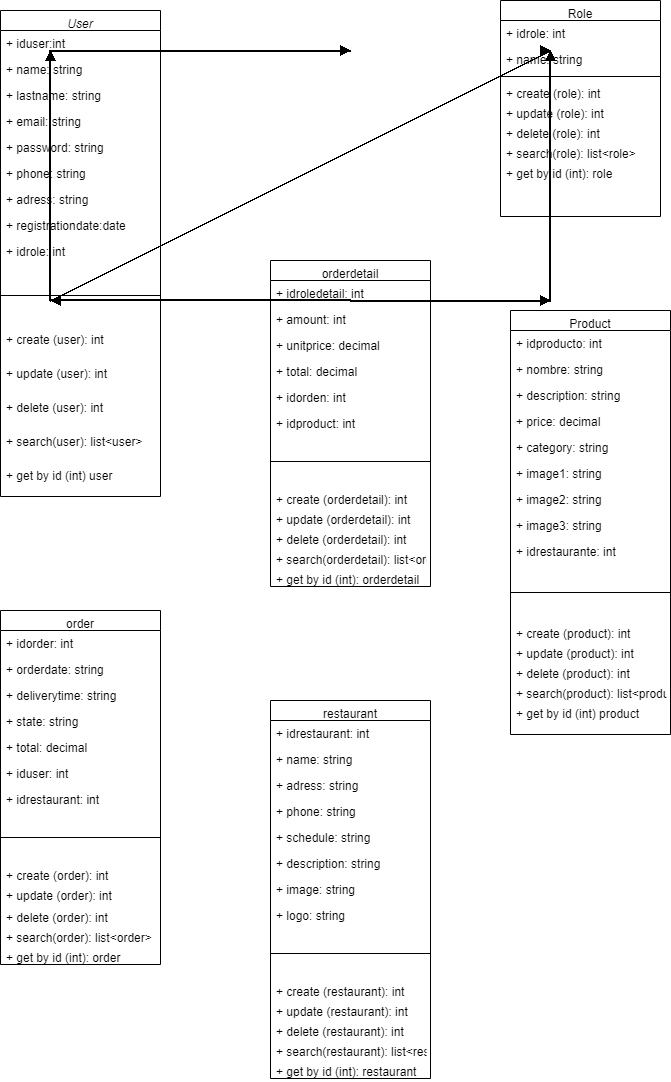 User
+ iduser:int
+ name: string
+ lastname: string
+ email: string
+ password: string
+ phone: string
+ adress: string
+ registrationdate:date
+ idrole: int
+ create (user): int
+ update (user): int
+ delete (user): int
+ search(user): list<user>
+ get by id (int) user
Role
+ idrole: int
+ name: string
+ create (role): int
+ update (role): int
+ delete (role): int
+ search(role): list<role>
+ get by id (int): role
orderdetail
+ idroledetail: int
+ amount: int
+ unitprice: decimal
+ total: decimal
+ idorden: int
+ idproduct: int
+ create (orderdetail): int
+ update (orderdetail): int
+ delete (orderdetail): int
+ search(orderdetail): list<or
+ get by id (int): orderdetail
Product
+ idproducto: int
+ nombre: string
+ description: string
+ price: decimal
+ category: string
+ image1: string
+ image2: string
+ image3: string
+ idrestaurante: int
+ create (product): int
+ update (product): int
+ delete (product): int
+ search(product): list<produ
+ get by id (int) product
order
+ idorder: int
+ orderdate: string
+ deliverytime: string
+ state: string
+ total: decimal
+ iduser: int
+ idrestaurant: int
+ create (order): int
+ update (order): int
+ delete (order): int
+ search(order): list<order>
+ get by id (int): order
restaurant
+ idrestaurant: int
+ name: string
+ adress: string
+ phone: string
+ schedule: string
+ description: string
+ image: string
+ logo: string
+ create (restaurant): int
+ update (restaurant): int
+ delete (restaurant): int
+ search(restaurant): list<res
+ get by id (int): restaurant